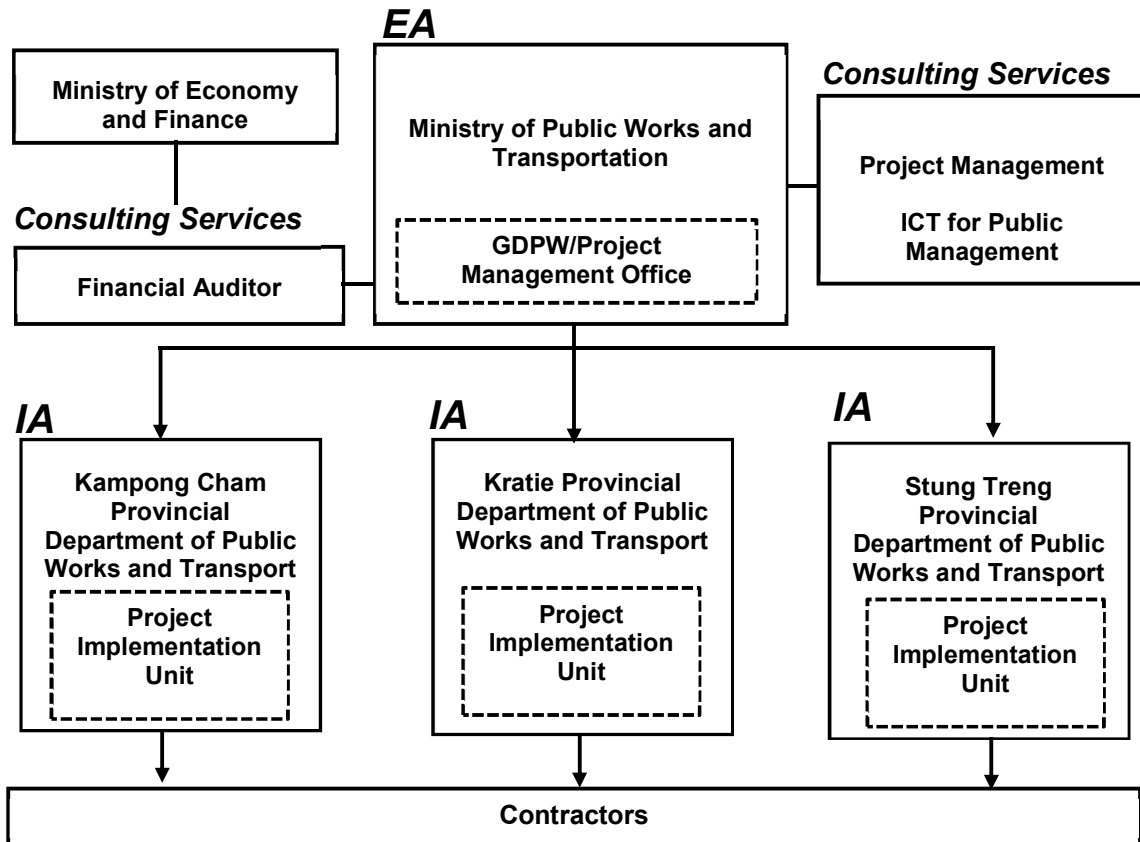 EA
Ministry of Economy
and Finance
Consulting Services
Ministry of Public Works and
Transportation
Project Management
ICT for Public
Management
Consulting Services
GDPW/Project
Management Office
Financial Auditor
IA
IA
IA
Kampong Cham
Provincial
Department of Public
Works and Transport
Kratie Provincial
Department of Public
Works and Transport
Stung Treng
Provincial
Department of Public
Works and Transport
Project
Implementation
Unit
Project
Implementation
Unit
Project
Implementation
Unit
Contractors